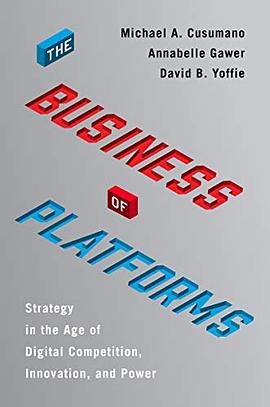 Michael A. Cusumano
Annabelle Gawer
David B. Yoffie
THE
BUSINESS
OF
PLATFORMS
Strategy
in the Age of
Digital Competition,
Innovation, and Power